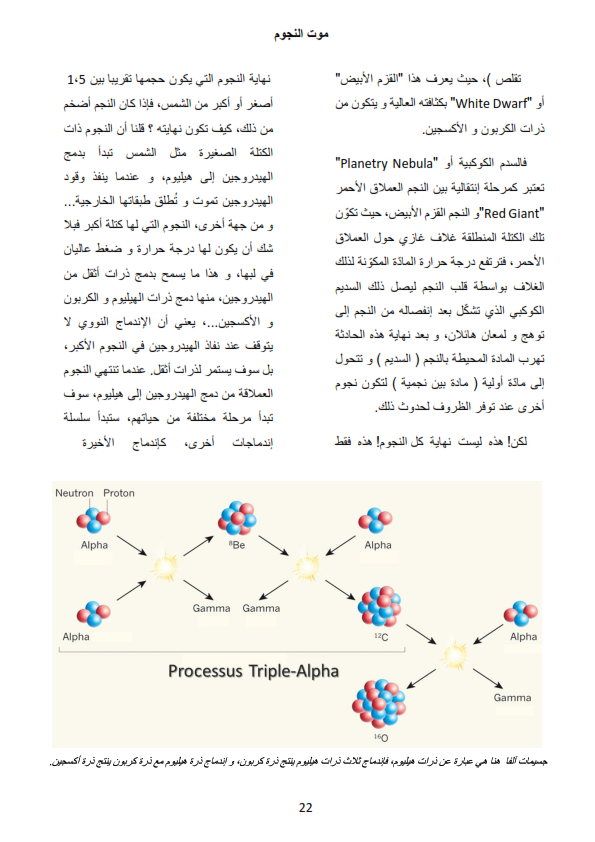 موت النجوم
تقلص )، حيث يعرف هذا "القزم الأبيض"
أو "White Dwarf" بكثافته العالية و يتكون من
ذرات الكربون و الأكسجين.
فالسدم الكوكبية أو "Planetry Nebula"
تعتبر كمرحلة إنتقالية بين النجم العملاق الأحمر
"Red Giant"و النجم القزم الأبيض، حيث تكوّن
تلك الكتلة المنطلقة غلاف غازي حول العملاق
الأحمر، فترتفع درجة حرارة المادّة المكوّنة لذلك
الغلاف بواسطة قلب النجم ليصل ذلك السديم
الكوكبي الذي تشكّل بعد إنفصاله من النجم إلى
توهج و لمعان هائلان، و بعد نهاية هذه الحادثة
تهرب المادة المحيطة بالنجم ( السديم ) و تتحول
إلى مادّة أولية ( مادة بين نجمية ) لتكون نجوم
أخرى عند توفر الظروف لحدوث ذلك.
لكن! هذه ليست نهاية كل النجوم! هذه فقط
نهاية النجوم التي يكون حجمها تقريبا بين 1،5
أصغر أو أكبر من الشمس، فإذا كان النجم أضخم
من ذلك، كيف تكون نهايته ؟ قلنا أن النجوم ذات
الكتلة الصغيرة مثل الشمس تبدأ بدمج
الهيدروجين إلى هيليوم، و عندما ينفذ وقود
الهيدروجين تموت و تُطلق طبقاتها الخارجية...
و من جهة أخرى، النجوم التي لها كتلة أكبر فبلا
شك أن يكون لها درجة حرارة و ضغط عاليان
في لبها، و هذا ما يسمح بدمج ذرات أثقل من
الهيدروجين، منها دمج ذرات الهيليوم و الكربون
و الأكسجين...، يعني أن الإندماج النووي لا
يتوقف عند نفاذ الهيدروجين في النجوم الأكبر،
بل سوف يستمر لذرات أثقل. عندما تنتهي النجوم
العملاقة من دمج الهيدروجين إلى هيليوم، سوف
تبدأ مرحلة مختلفة من حياتهم، ستبدأ سلسلة
إندماجات أخرى، كإندماج الأخيرة
Neutron Proton
Alpha
⁸Be
Alpha
Gamma
Gamma
Alpha
¹²C
Alpha
Processus Triple-Alpha
Gamma
¹⁶O
جسيمات ألفا هنا هي عبارة عن ذرات هيليوم، فإندماج ثلاث ذرات هيليوم ينتج ذرة كربون، و إندماج ذرة هيليوم مع ذرة كربون ينتج ذرة أكسجين.
22